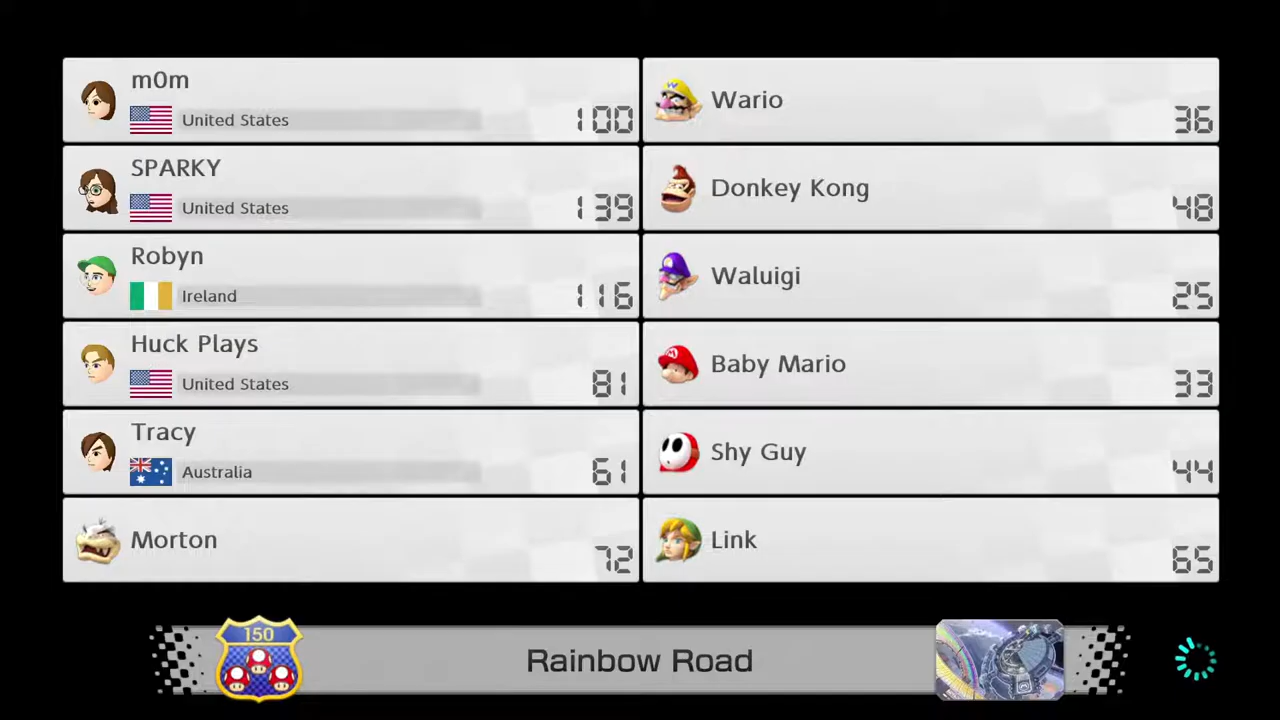 m0m
United States
100
SPARKY
United States
139
Robyn
Ireland
116
Huck Plays
United States
81
Tracy
Australia
61
Morton
72
Wario
36
Donkey Kong
48
Waluigi
25
Baby Mario
33
Shy Guy
44
Link
65
150
Rainbow Road